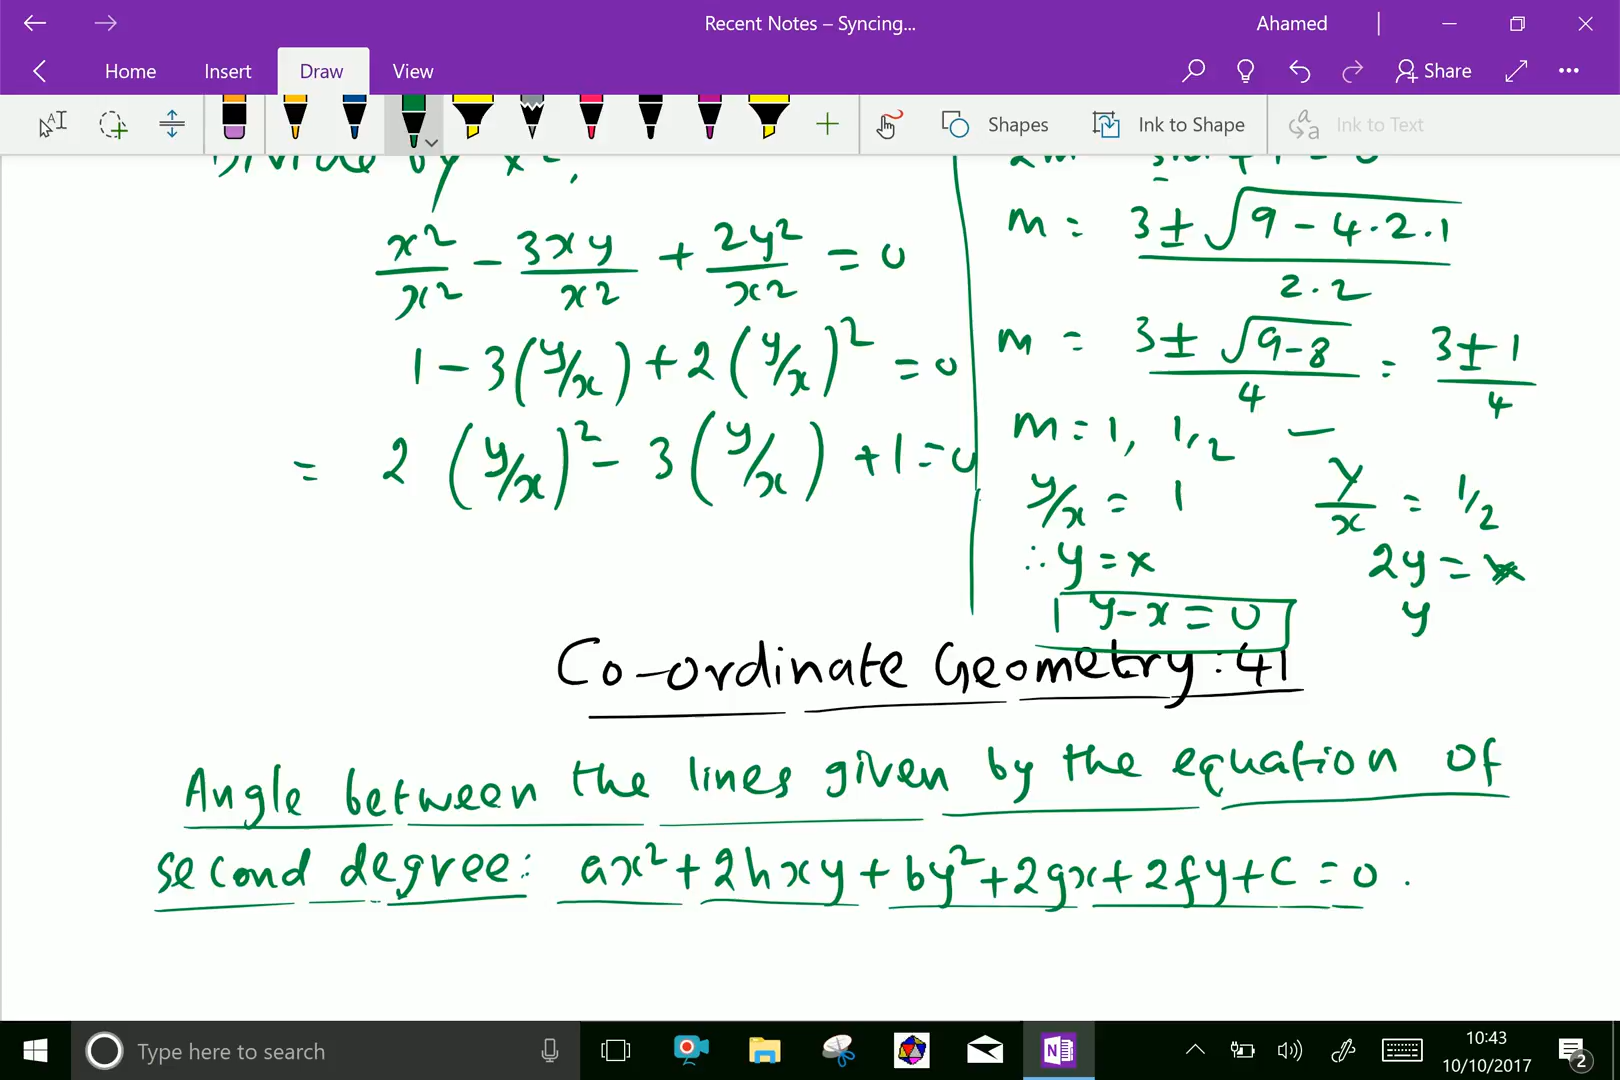 Recent Notes – Syncing...
Ahamed
Home
Insert
Draw
View
Share
Shapes
Ink to Shape
Ink to Text
Divide by x²,
x²/x² − 3xy/x² + 2y²/x² = 0
1 − 3(y/x) + 2(y/x)² = 0
= 2(y/x)² − 3(y/x) + 1 = 0
m = 3 ± √9 − 4·2·1 / 2·2
m = 3 ± √9−8 / 4 = 3 ± 1 / 4
m = 1, 1/2
y/x = 1
y/x = 1/2
∴ y = x
2y = x
y − x = 0
y
Co-ordinate Geometry: 41
Angle between the lines given by the equation of
second degree: ax² + 2hxy + by² + 2gx + 2fy + c = 0.
Type here to search
10:43
10/10/2017
2